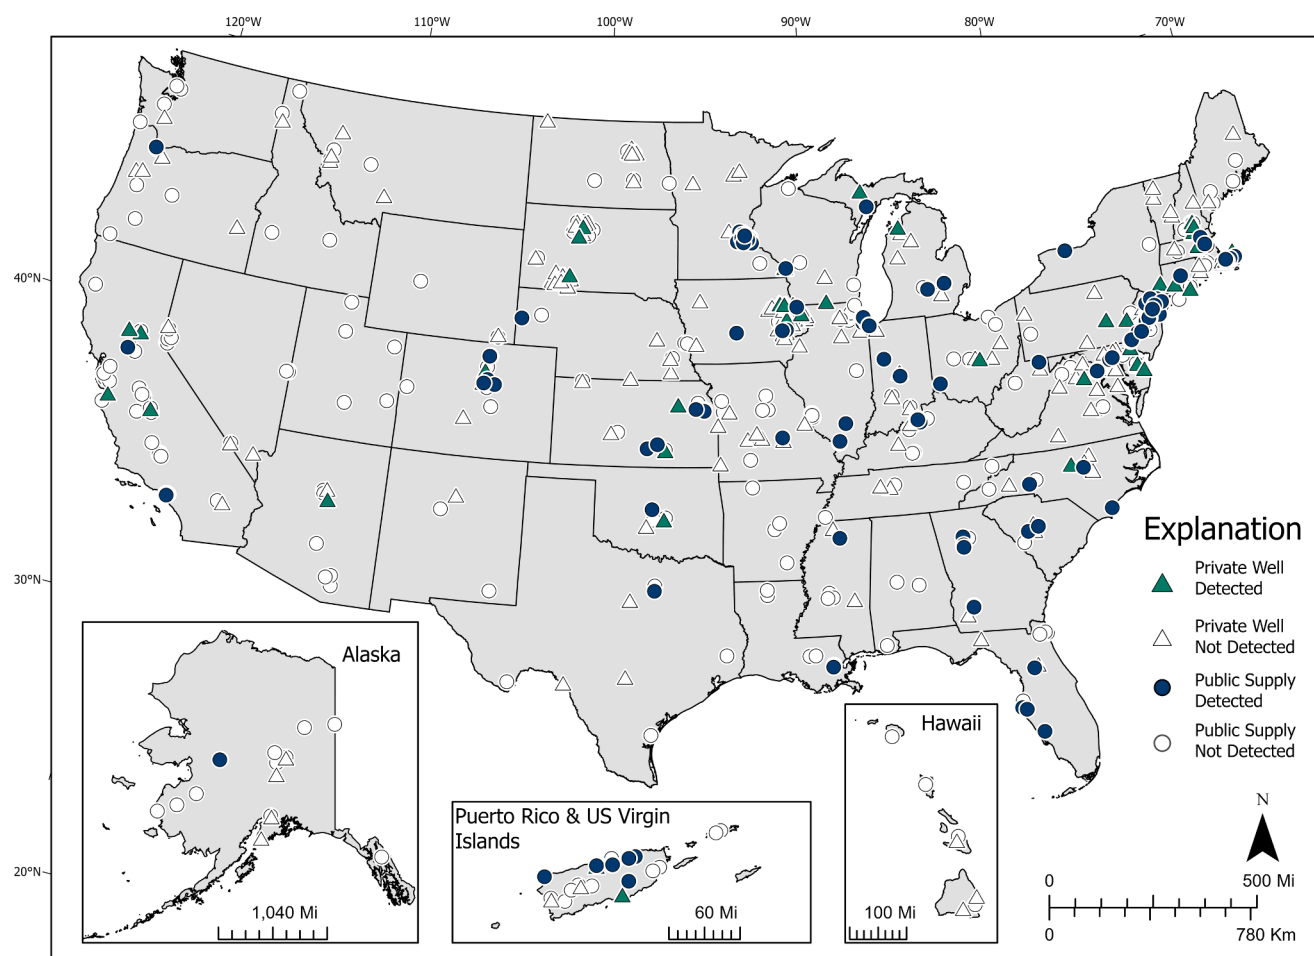 120°W 110°W 100°W 90°W 80°W 70°W
40°N
30°N
20°N
Explanation
Private Well
Detected
Private Well
Not Detected
Public Supply
Detected
Public Supply
Not Detected
Alaska
1,040 Mi
Puerto Rico & US Virgin
Islands
60 Mi
Hawaii
100 Mi
N
0 500 Mi
0 780 Km